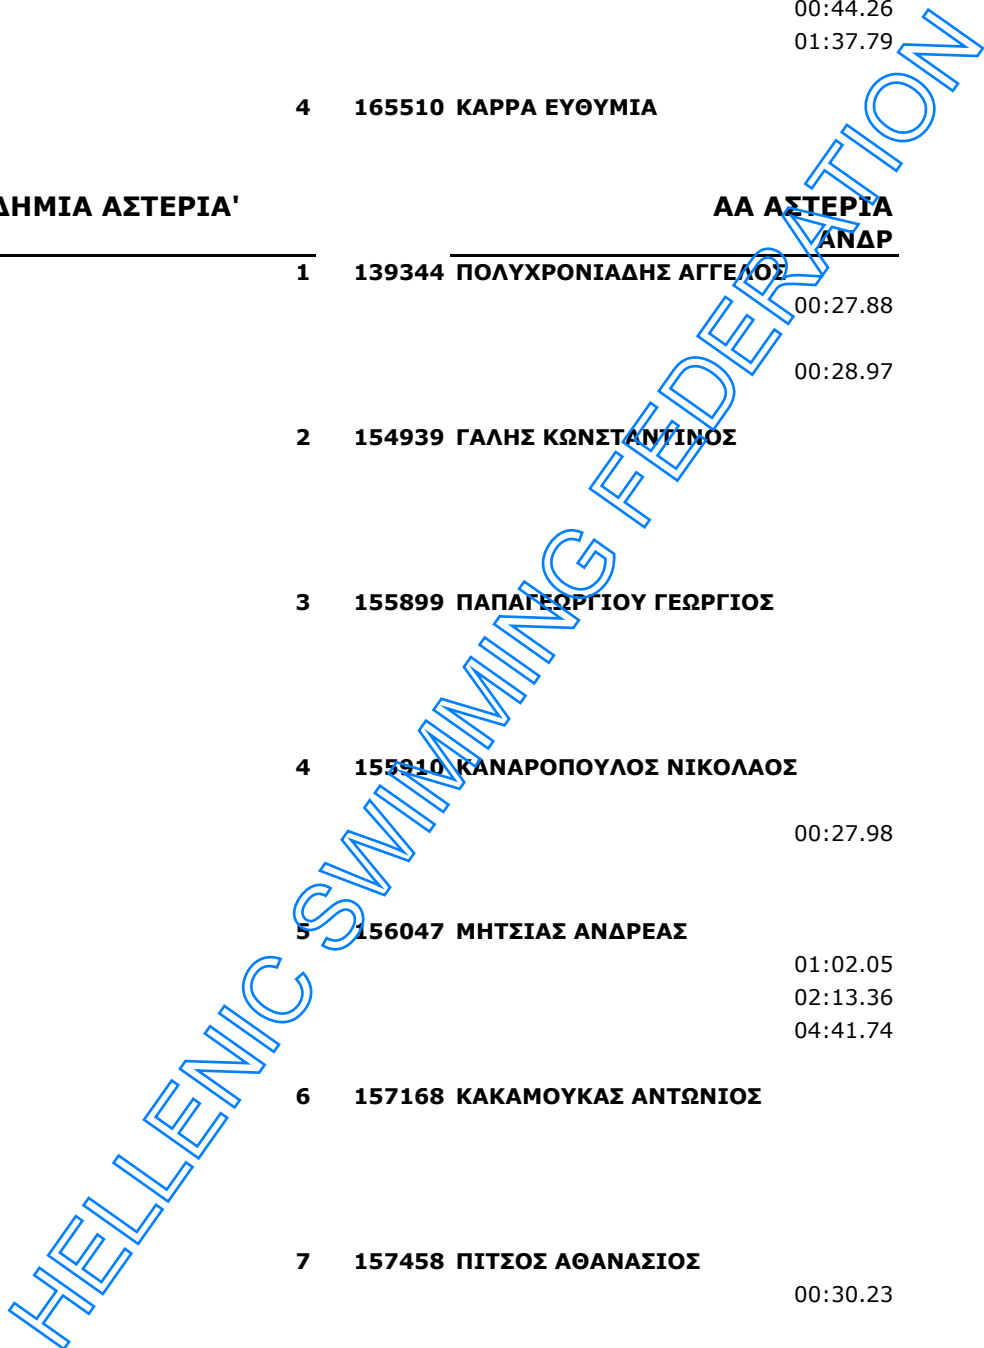 00:44.26
01:37.79
4 165510 ΚΑΡΡΑ ΕΥΘΥΜΙΑ
ΔΗΜΙΑ ΑΣΤΕΡΙΑ' ΑΑ ΑΣΤΕΡΙΑ
ΑΝΔΡ
1 139344 ΠΟΛΥΧΡΟΝΙΑΔΗΣ ΑΓΓΕΛΟΣ
00:27.88
00:28.97
2 154939 ΓΑΛΗΣ ΚΩΝΣΤΑΝΤΙΝΟΣ
3 155899 ΠΑΠΑΓΕΩΡΓΙΟΥ ΓΕΩΡΓΙΟΣ
4 155910 ΚΑΝΑΡΟΠΟΥΛΟΣ ΝΙΚΟΛΑΟΣ
00:27.98
5 156047 ΜΗΤΣΙΑΣ ΑΝΔΡΕΑΣ
01:02.05
02:13.36
04:41.74
6 157168 ΚΑΚΑΜΟΥΚΑΣ ΑΝΤΩΝΙΟΣ
7 157458 ΠΙΤΣΟΣ ΑΘΑΝΑΣΙΟΣ
00:30.23
HELLENIC SWIMMING FEDERATION